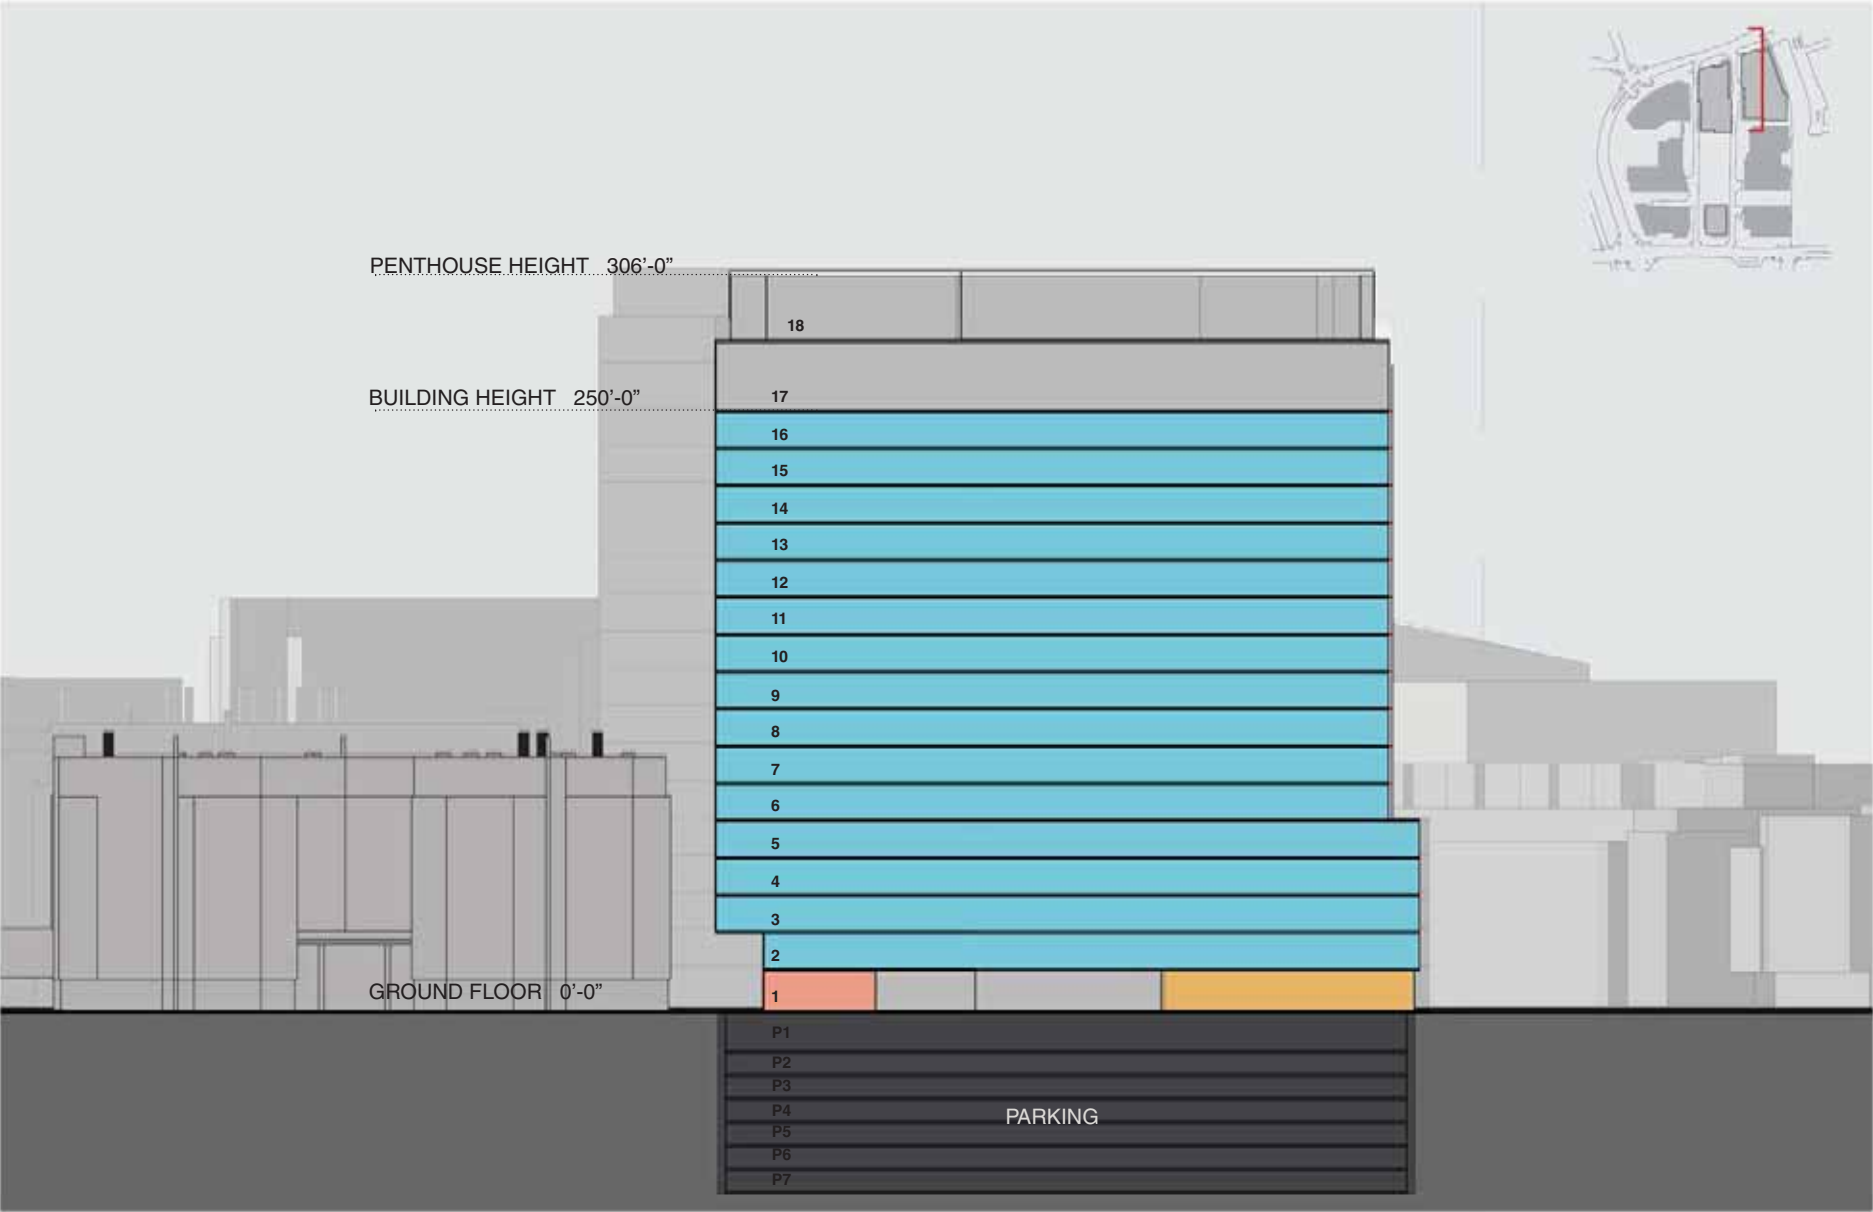 PENTHOUSE HEIGHT 306’-0”
18
BUILDING HEIGHT 250’-0”
17
16
15
14
13
12
11
10
9
8
7
6
5
4
3
2
GROUND FLOOR 0’-0”
1
P1
P2
P3
P4
PARKING
P5
P6
P7